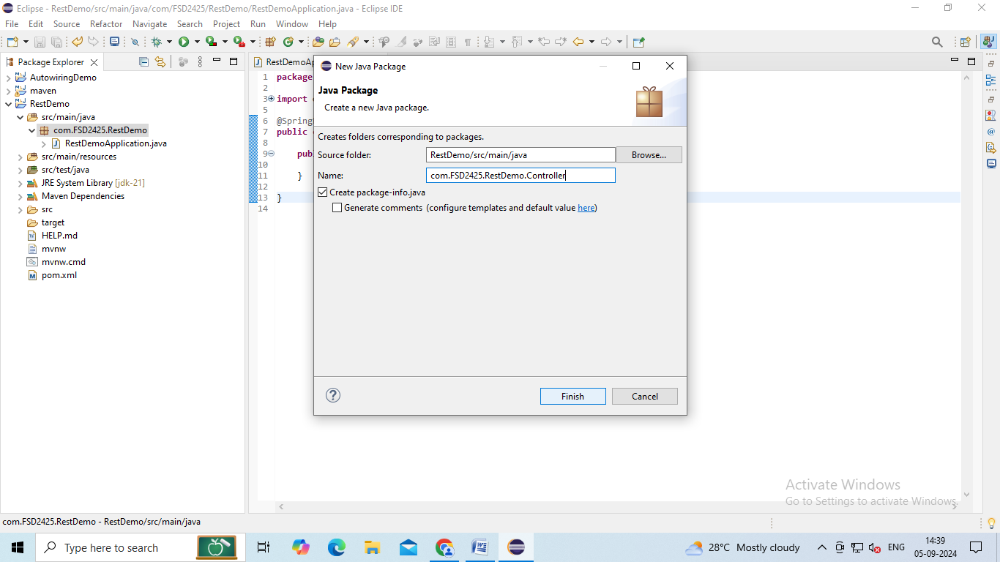 Eclipse - RestDemo/src/main/java/com/FSD2425/RestDemo/RestDemoApplication.java - Eclipse IDE
File Edit Source Refactor Navigate Search Project Run Window Help
Package Explorer
AutowiringDemo
maven
RestDemo
src/main/java
com.FSD2425.RestDemo
RestDemoApplication.java
src/main/resources
src/test/java
JRE System Library [jdk-21]
Maven Dependencies
src
target
HELP.md
mvnw
mvnw.cmd
pom.xml
RestDemoAp
1 package
2
3 import
5
6 @Spring
7 public
8
9 pub
10
11 }
12
13 }
14
New Java Package
Java Package
Create a new Java package.
Creates folders corresponding to packages.
Source folder: RestDemo/src/main/java Browse...
Name: com.FSD2425.RestDemo.Controller
Create package-info.java
Generate comments (configure templates and default value here)
Finish Cancel
Activate Windows
Go to Settings to activate Windows.
com.FSD2425.RestDemo - RestDemo/src/main/java
Type here to search
28°C Mostly cloudy
ENG
14:39
05-09-2024